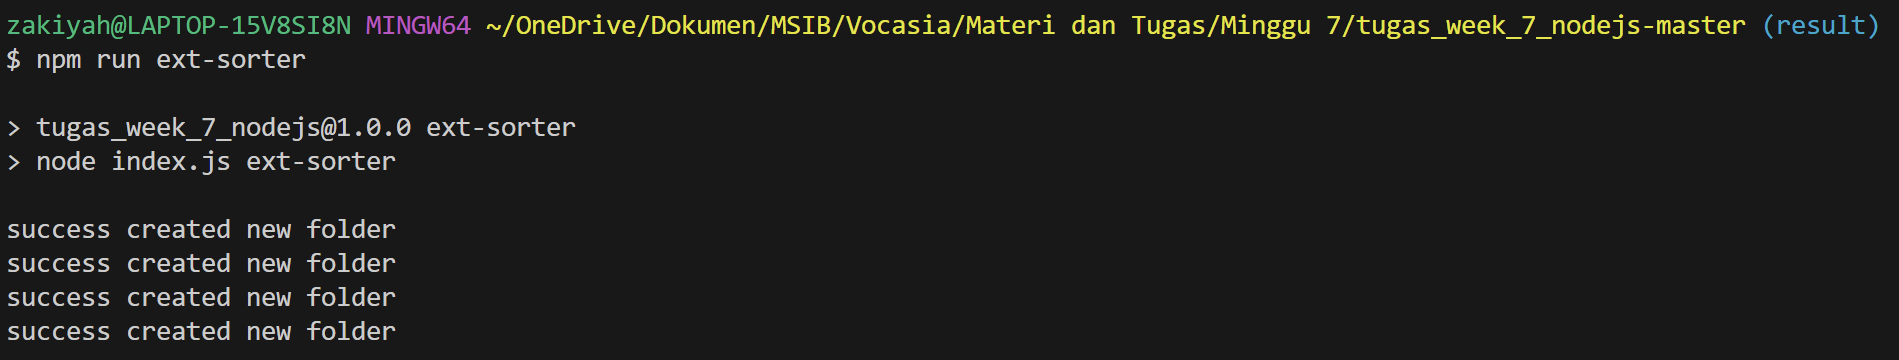 zakiyah@LAPTOP-15V8SI8N MINGW64 ~/OneDrive/Dokumen/MSIB/Vocasia/Materi dan Tugas/Minggu 7/tugas_week_7_nodejs-master (result)
$ npm run ext-sorter
> tugas_week_7_nodejs@1.0.0 ext-sorter
> node index.js ext-sorter
success created new folder
success created new folder
success created new folder
success created new folder